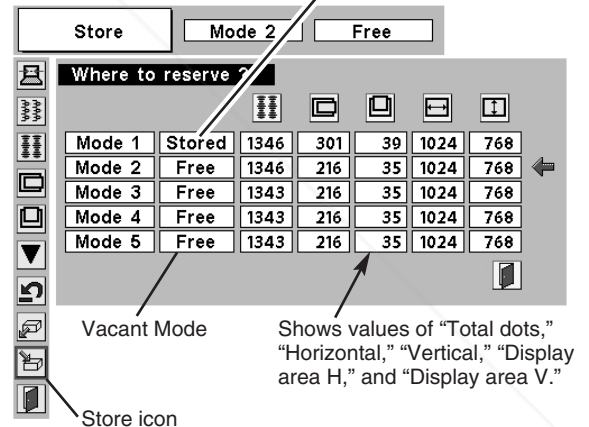 Store Mode 2 Free
Where to reserve ?
Mode 1 Stored 1346 301 39 1024 768
Mode 2 Free 1346 216 35 1024 768
Mode 3 Free 1343 216 35 1024 768
Mode 4 Free 1343 216 35 1024 768
Mode 5 Free 1343 216 35 1024 768
Vacant Mode
Shows values of “Total dots,”
“Horizontal,” “Vertical,” “Display
area H,” and “Display area V.”
Store icon